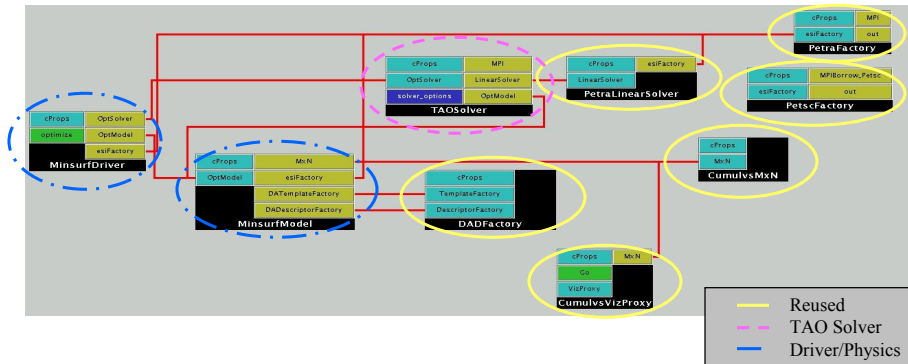 cProps MPI
esiFactory out
PetraFactory
cProps MPI
OptSolver LinearSolver
solver_options OptModel
TAOSolver
esiFactory
LinearSolver
PetraLinearSolver
cProps MPIBorrow_Petsc
esiFactory out
PetscFactory
cProps OptSolver
optimize OptModel
esiFactory
MinsurfDriver
cProps MxN
OptModel esiFactory
DATemplateFactory
DADescriptorFactory
MinsurfModel
cProps
TemplateFactory
DescriptorFactory
DADFactory
cProps
MxN
CumulvsMxN
cProps MxN
Go
VizProxy
CumulvsVizProxy
Reused
TAO Solver
Driver/Physics